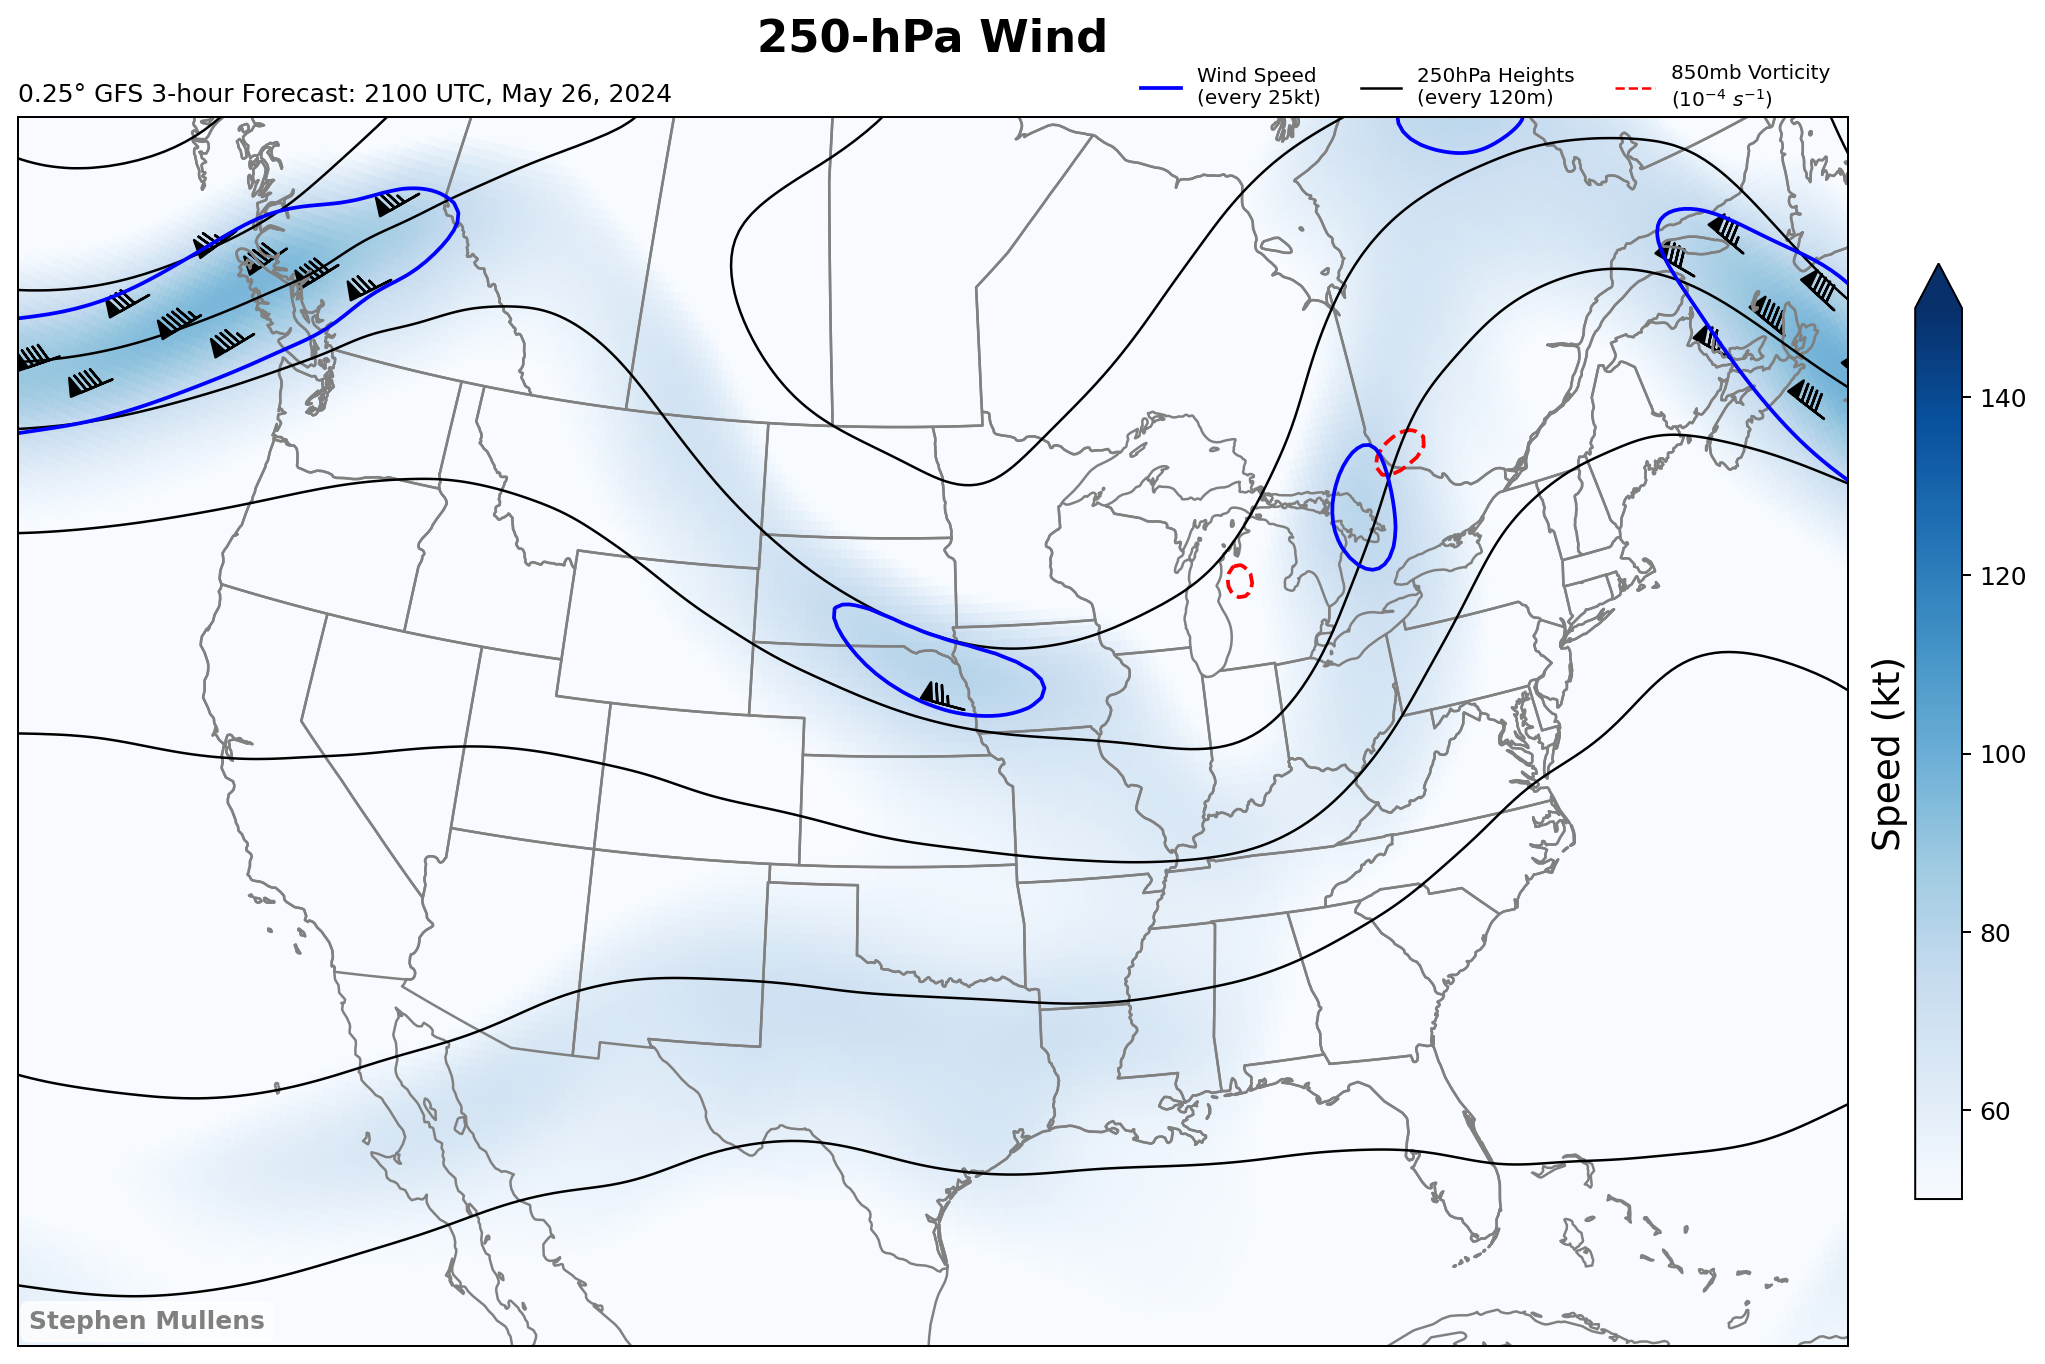 250-hPa Wind
0.25° GFS 3-hour Forecast: 2100 UTC, May 26, 2024
Wind Speed
(every 25kt)
250hPa Heights
(every 120m)
850mb Vorticity
(10⁻⁴ s⁻¹)
140
120
100
80
60
Speed (kt)
Stephen Mullens